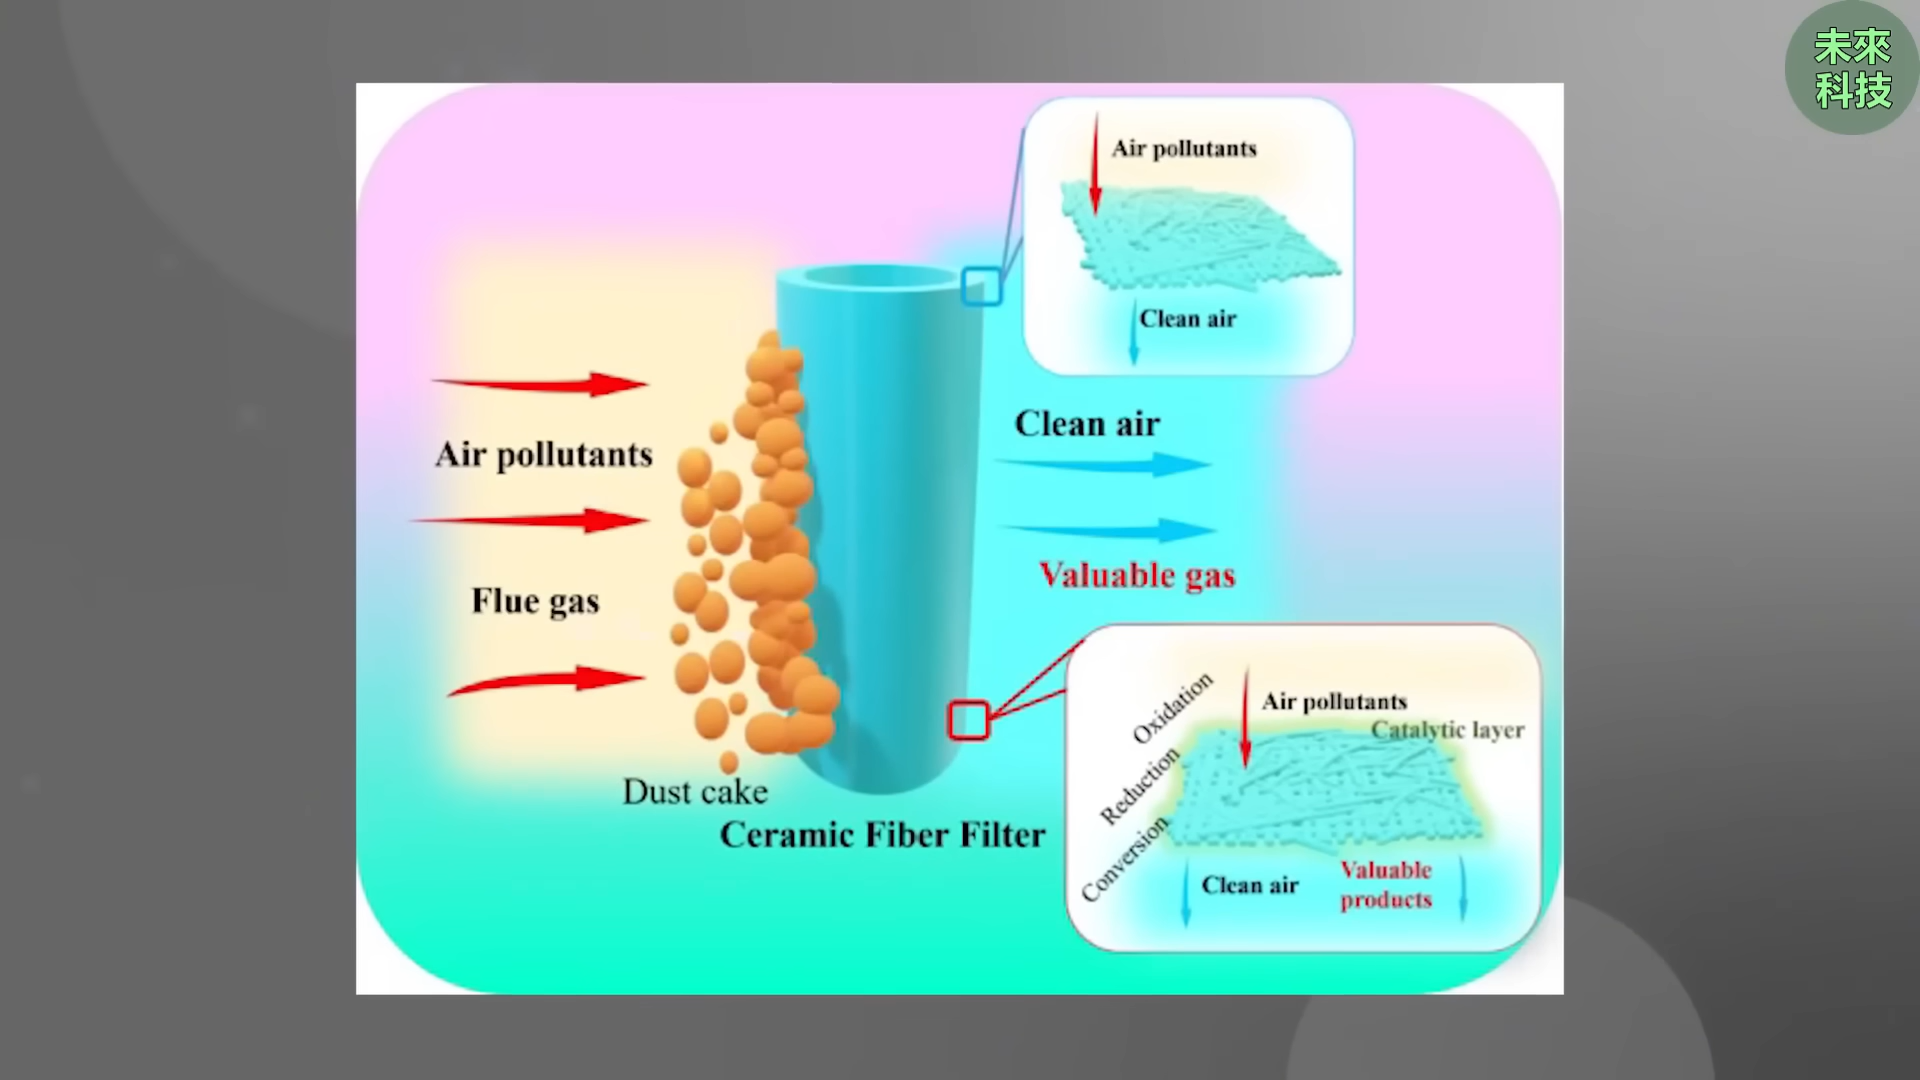 未來
科技
Air pollutants
Clean air
Clean air
Air pollutants
Valuable gas
Flue gas
Oxidation
Air pollutants
Catalytic layer
Reduction
Dust cake
Ceramic Fiber Filter
Conversion
Clean air
Valuable
products